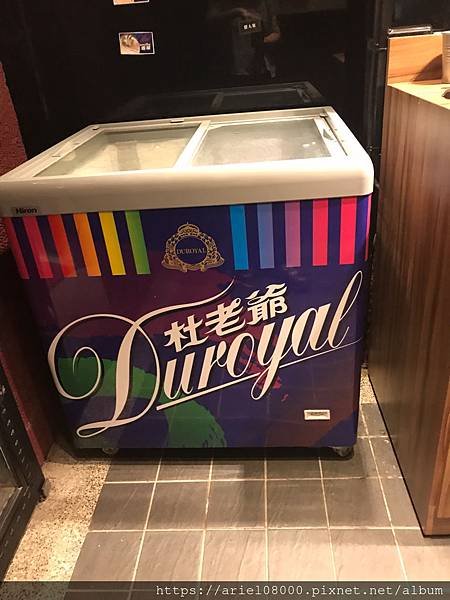 Hiron
DUROYAL
杜老爺
Duroyal
https://ariel08000.pixnet.net/album